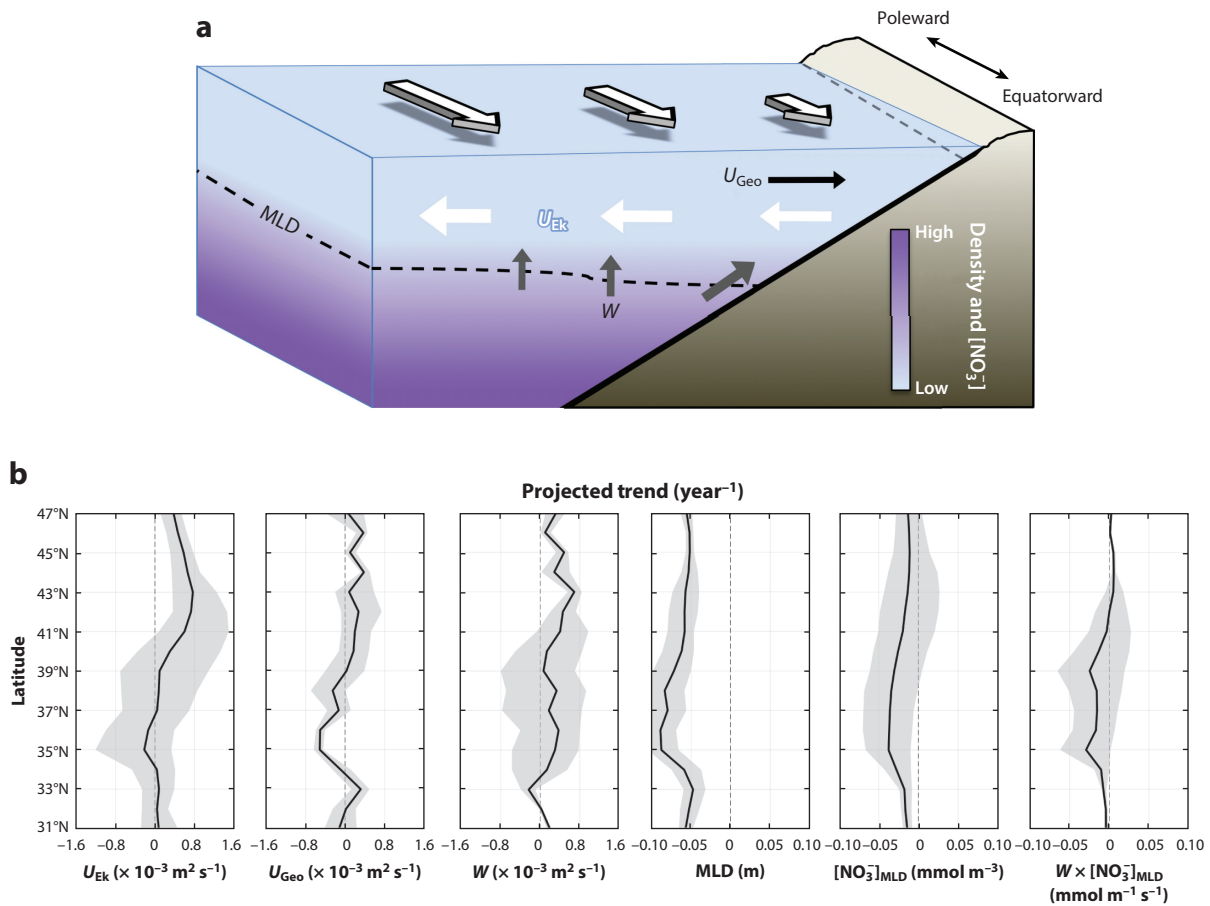 a
Poleward
Equatorward
U_Geo
U_Ek
MLD
W
High
Low
Density and [NO₃⁻]
b
Projected trend (year⁻¹)
Latitude
47°N
45°N
43°N
41°N
39°N
37°N
35°N
33°N
31°N
−1.6 −0.8 0 0.8 1.6
U_Ek (× 10⁻³ m² s⁻¹)
−1.6 −0.8 0 0.8 1.6
U_Geo (× 10⁻³ m² s⁻¹)
−1.6 −0.8 0 0.8 1.6
W (× 10⁻³ m² s⁻¹)
−0.10 −0.05 0 0.05 0.10
MLD (m)
−0.10 −0.05 0 0.05 0.10
[NO₃⁻]MLD (mmol m⁻³)
−0.10 −0.05 0 0.05 0.10
W × [NO₃⁻]MLD
(mmol m⁻¹ s⁻¹)